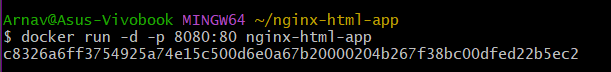 Arnav@Asus-Vivobook MINGW64 ~/nginx-html-app
$ docker run -d -p 8080:80 nginx-html-app
c8326a6ff3754925a74e15c500d6e0a67b20000204b267f38bc00dfed22b5ec2